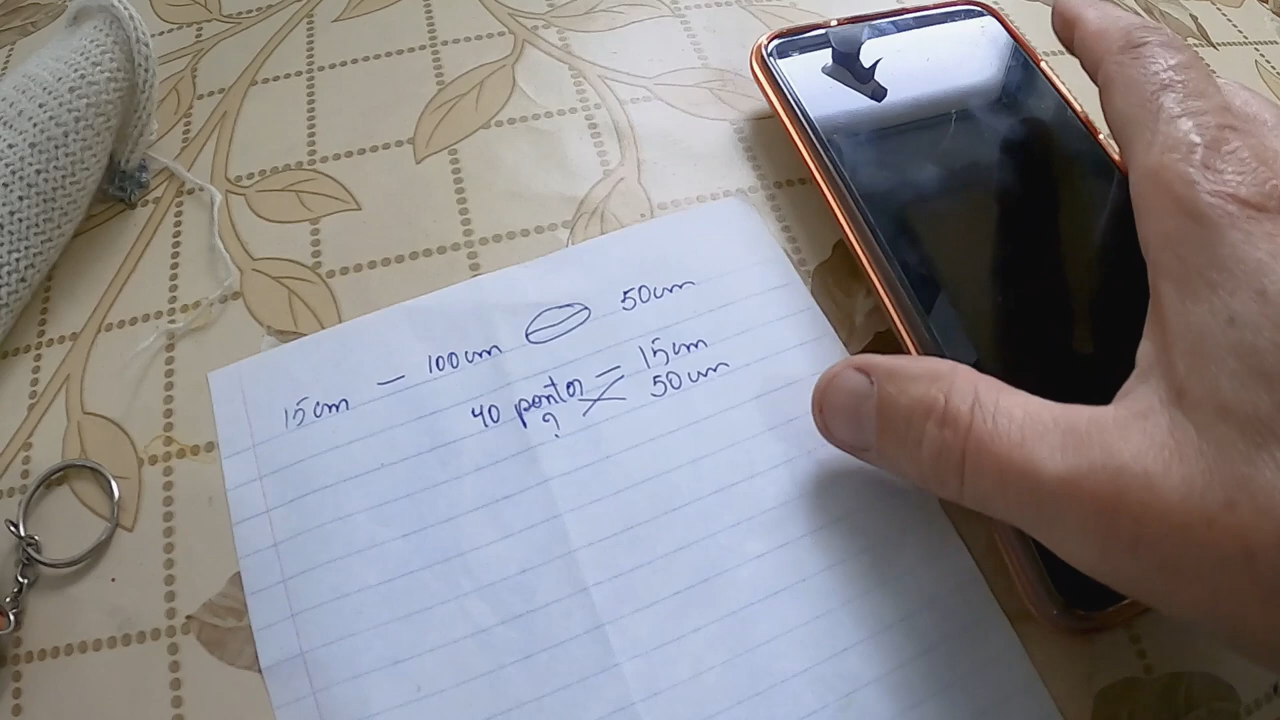 15cm — 100cm 50cm
40 pontos = 15cm
? 50cm